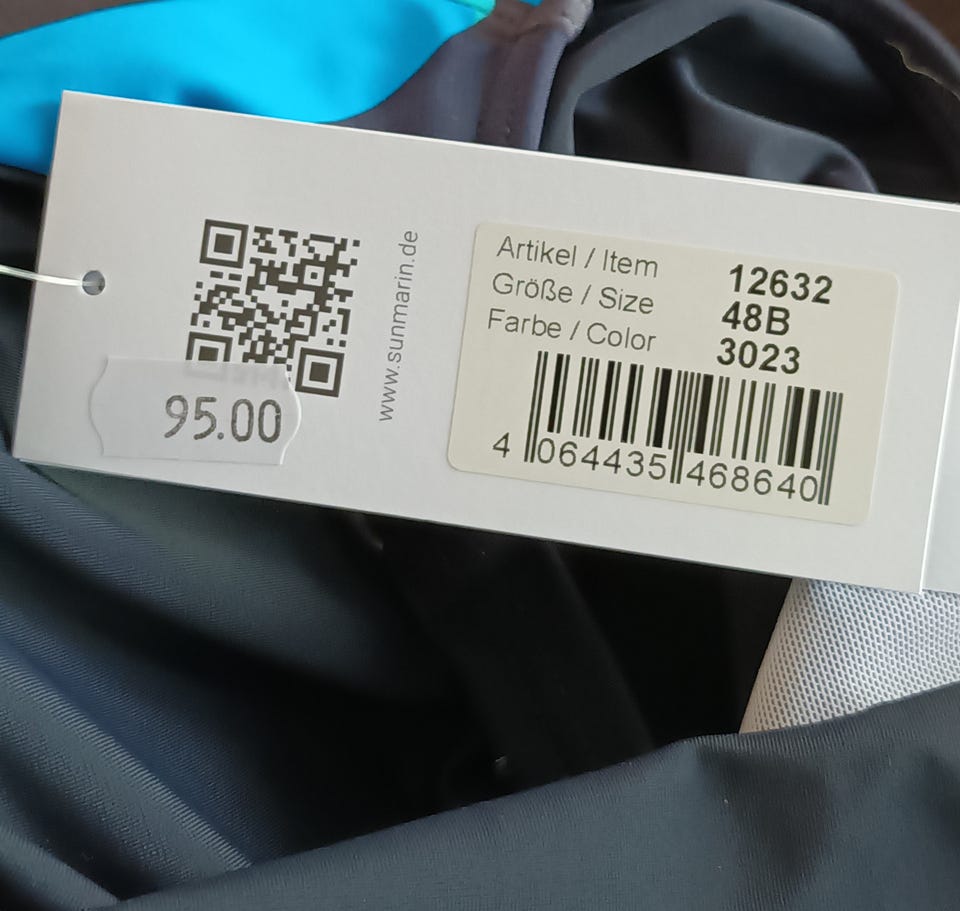 www.sunmarin.de
95.00
Artikel / Item 12632
Größe / Size 48B
Farbe / Color 3023
4 064435 468640